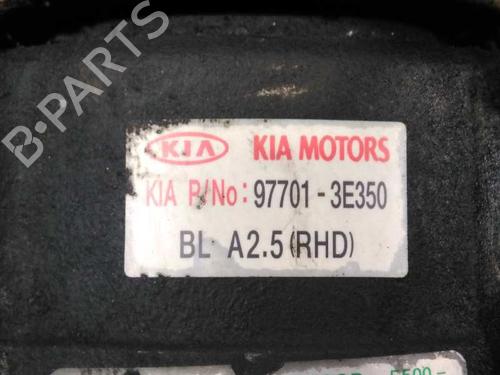 B-PARTS
KIA KIA MOTORS
KIA P/No: 97701-3E350
BL A2.5(RHD)